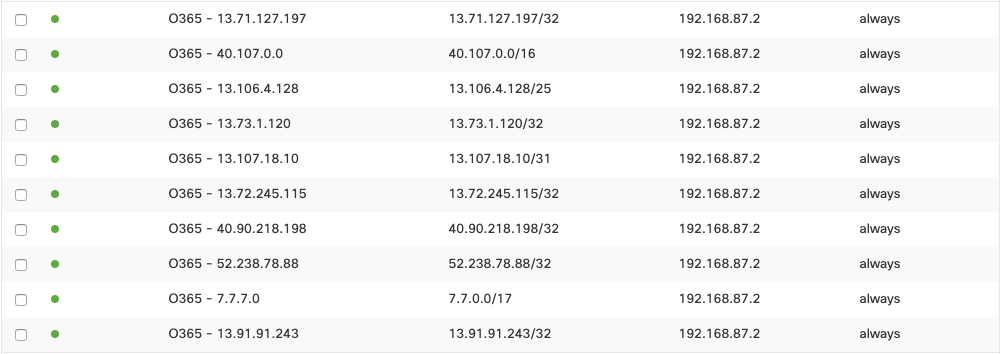 O365 - 13.71.127.197 13.71.127.197/32 192.168.87.2 always
O365 - 40.107.0.0 40.107.0.0/16 192.168.87.2 always
O365 - 13.106.4.128 13.106.4.128/25 192.168.87.2 always
O365 - 13.73.1.120 13.73.1.120/32 192.168.87.2 always
O365 - 13.107.18.10 13.107.18.10/31 192.168.87.2 always
O365 - 13.72.245.115 13.72.245.115/32 192.168.87.2 always
O365 - 40.90.218.198 40.90.218.198/32 192.168.87.2 always
O365 - 52.238.78.88 52.238.78.88/32 192.168.87.2 always
O365 - 7.7.7.0 7.7.0.0/17 192.168.87.2 always
O365 - 13.91.91.243 13.91.91.243/32 192.168.87.2 always